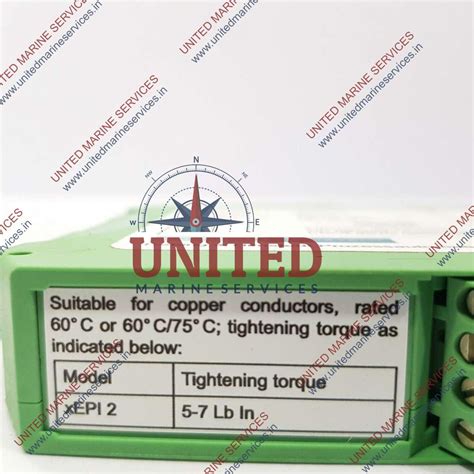 UNITED MARINE SERVICES
www.unitedmarineservices.in
N
W
E
UNITED
MARINE SERVICES
Suitable for copper conductors, rated
60°C or 60°C/75°C; tightening torque as
indicated below:
Model Tightening torque
xEPI 2 5-7 Lb In